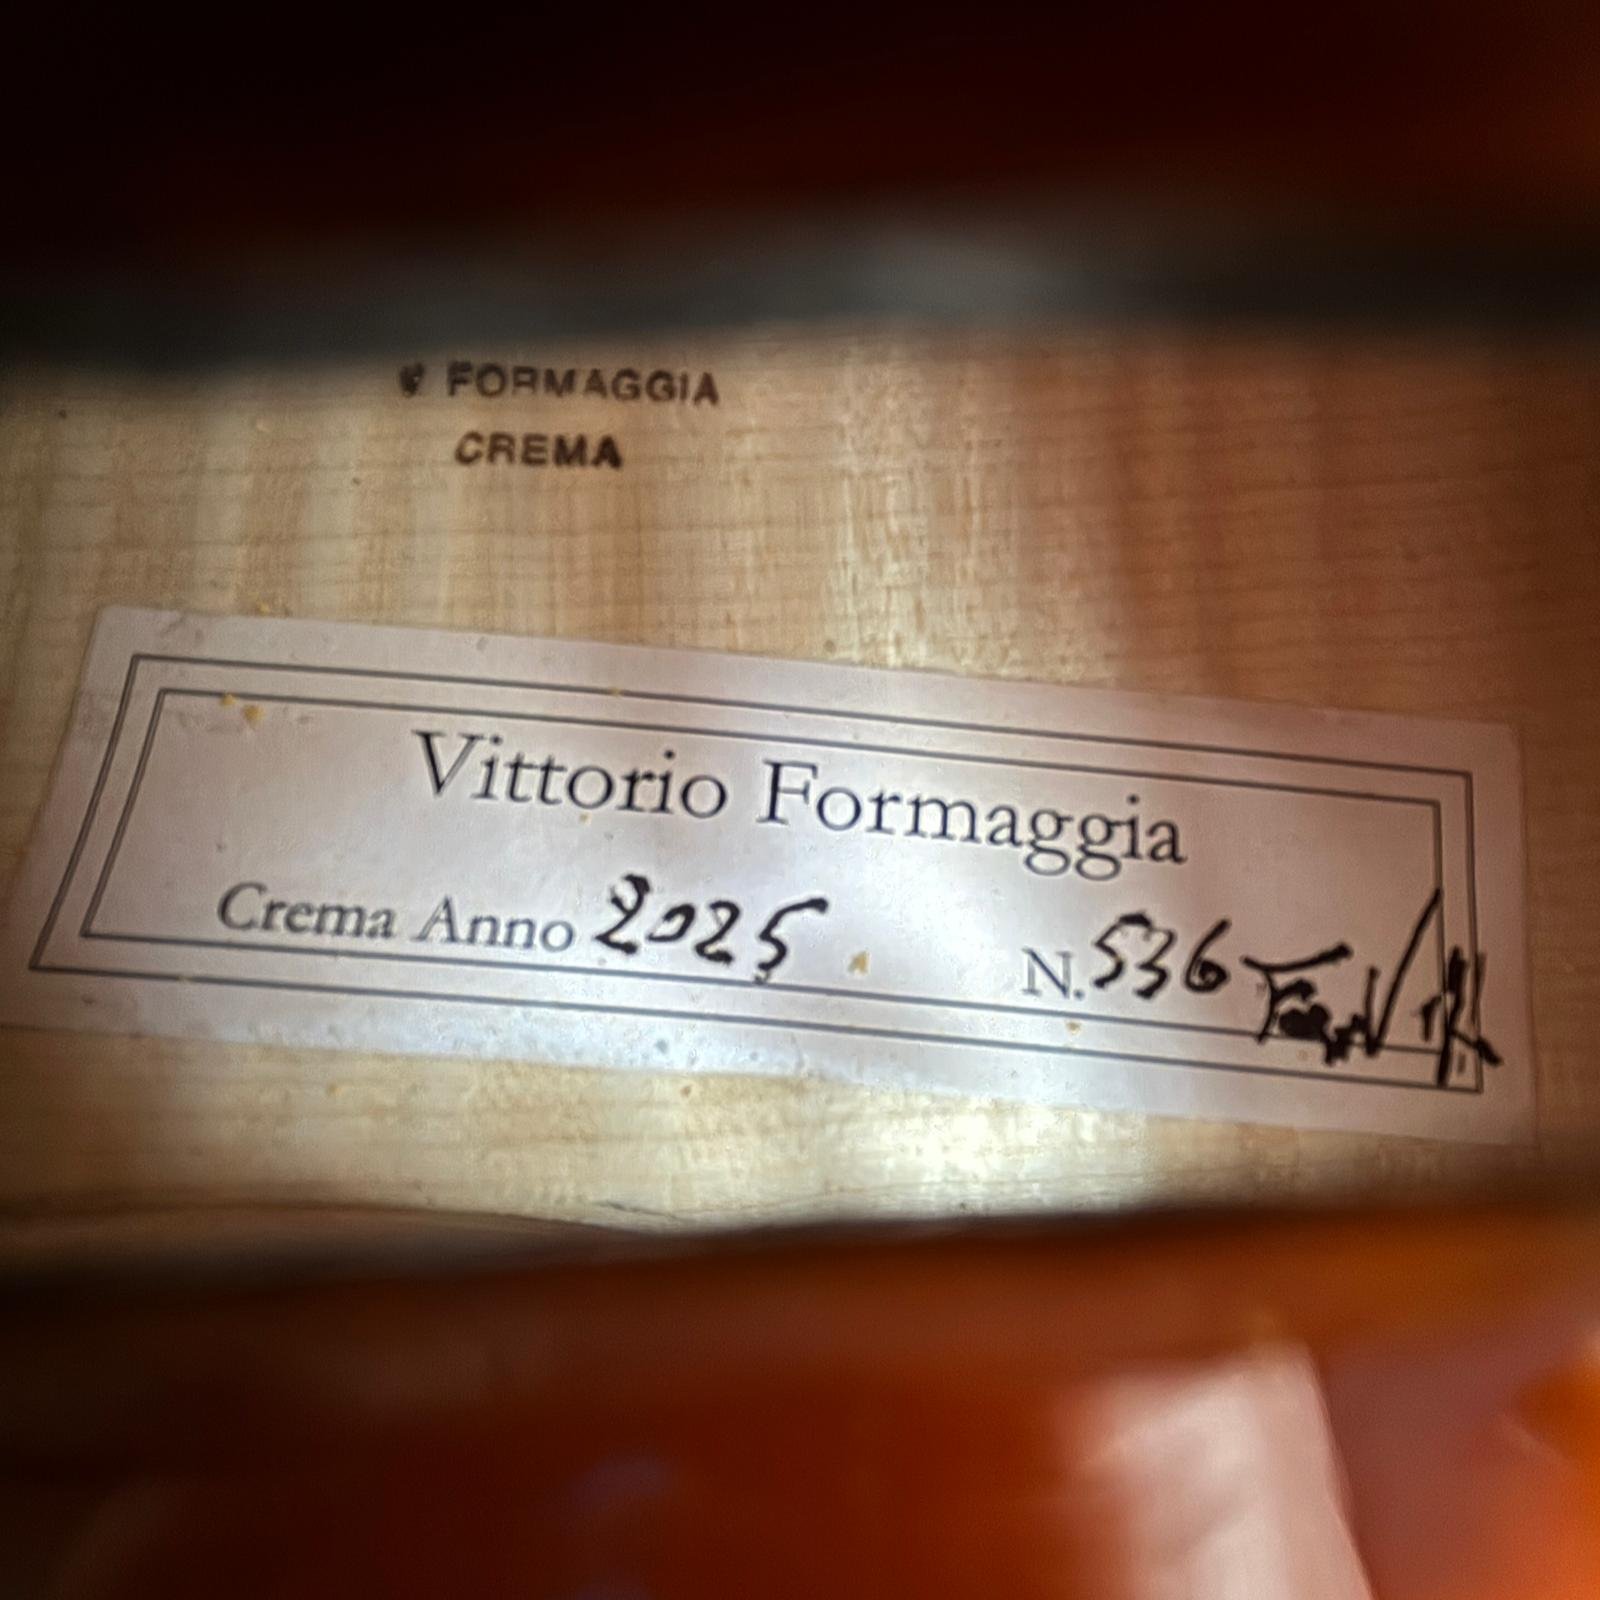 FORMAGGIA
CREMA
Vittorio Formaggia
Crema Anno 2025 N. 536